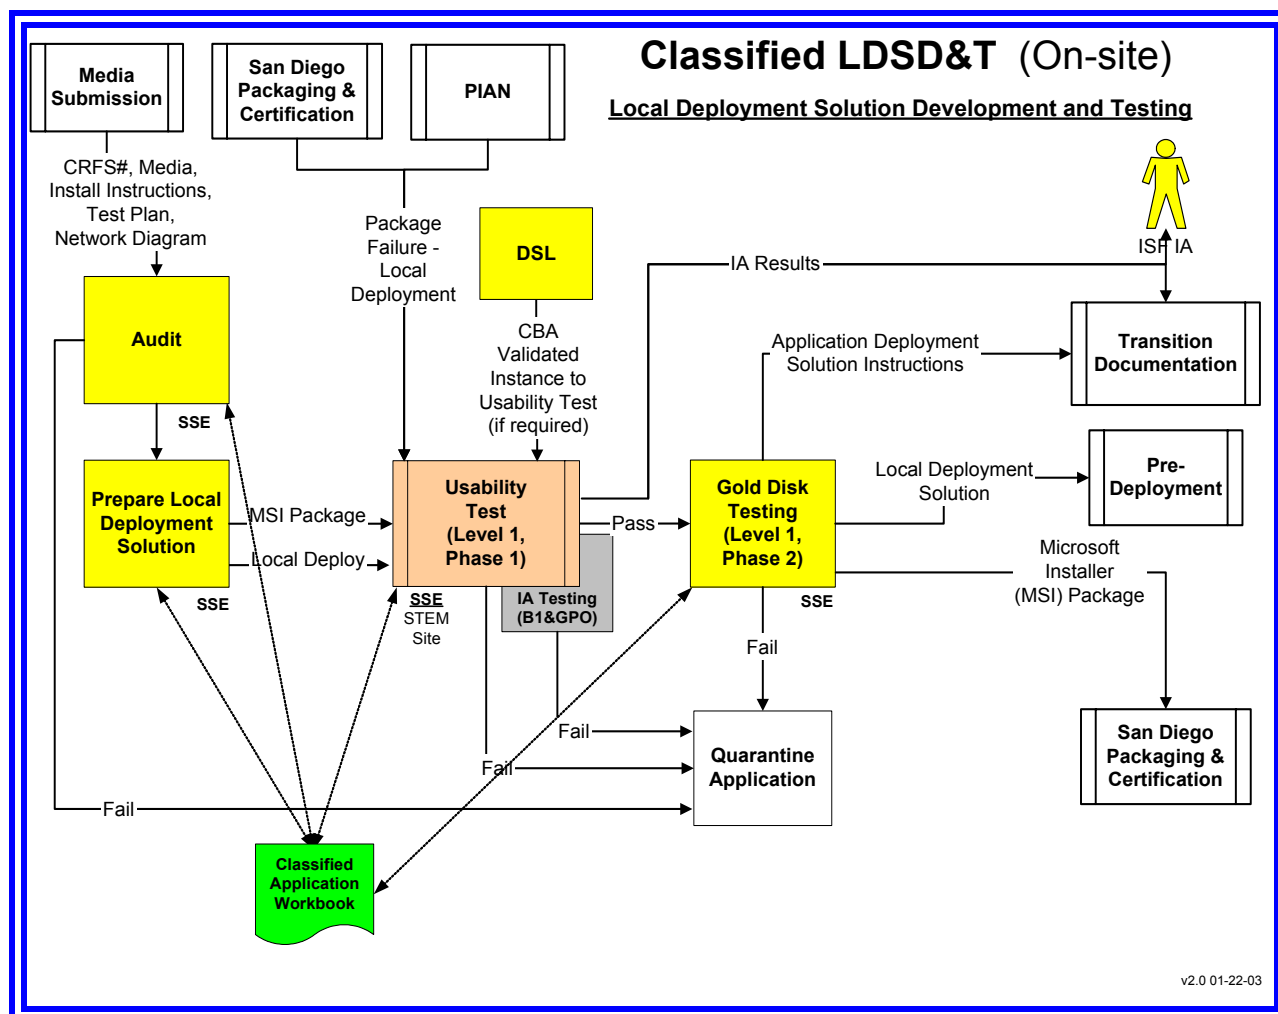 Classified LDSD&T (On-site)
Local Deployment Solution Development and Testing
Media
Submission
San Diego
Packaging &
Certification
PIAN
CRFS#, Media,
Install Instructions,
Test Plan,
Network Diagram
Package
Failure -
Local
Deployment
DSL
CBA
Validated
Instance to
Usability Test
(if required)
ISF IA
IA Results
Audit
SSE
Application Deployment
Solution Instructions
Transition
Documentation
Prepare Local
Deployment
Solution
SSE
MSI Package
Local Deploy
Usability
Test
(Level 1,
Phase 1)
SSE
STEM
Site
IA Testing
(B1&GPO)
Pass
Gold Disk
Testing
(Level 1,
Phase 2)
SSE
Local Deployment
Solution
Pre-
Deployment
Microsoft
Installer
(MSI) Package
Fail
Fail
Fail
Fail
Quarantine
Application
San Diego
Packaging &
Certification
Classified
Application
Workbook
v2.0 01-22-03